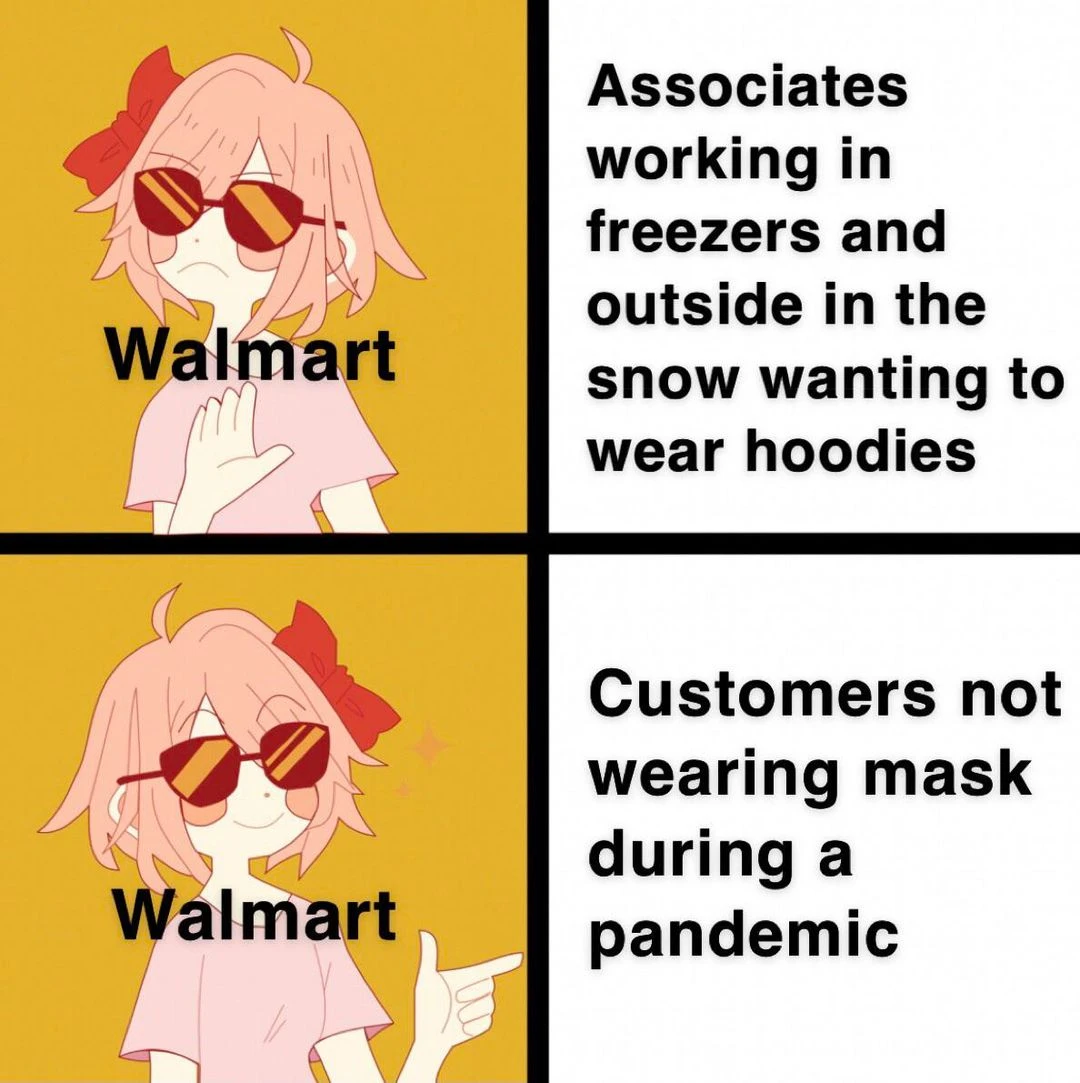 Associates
working in
freezers and
outside in the
snow wanting to
wear hoodies
Walmart
Customers not
wearing mask
during a
pandemic
Walmart